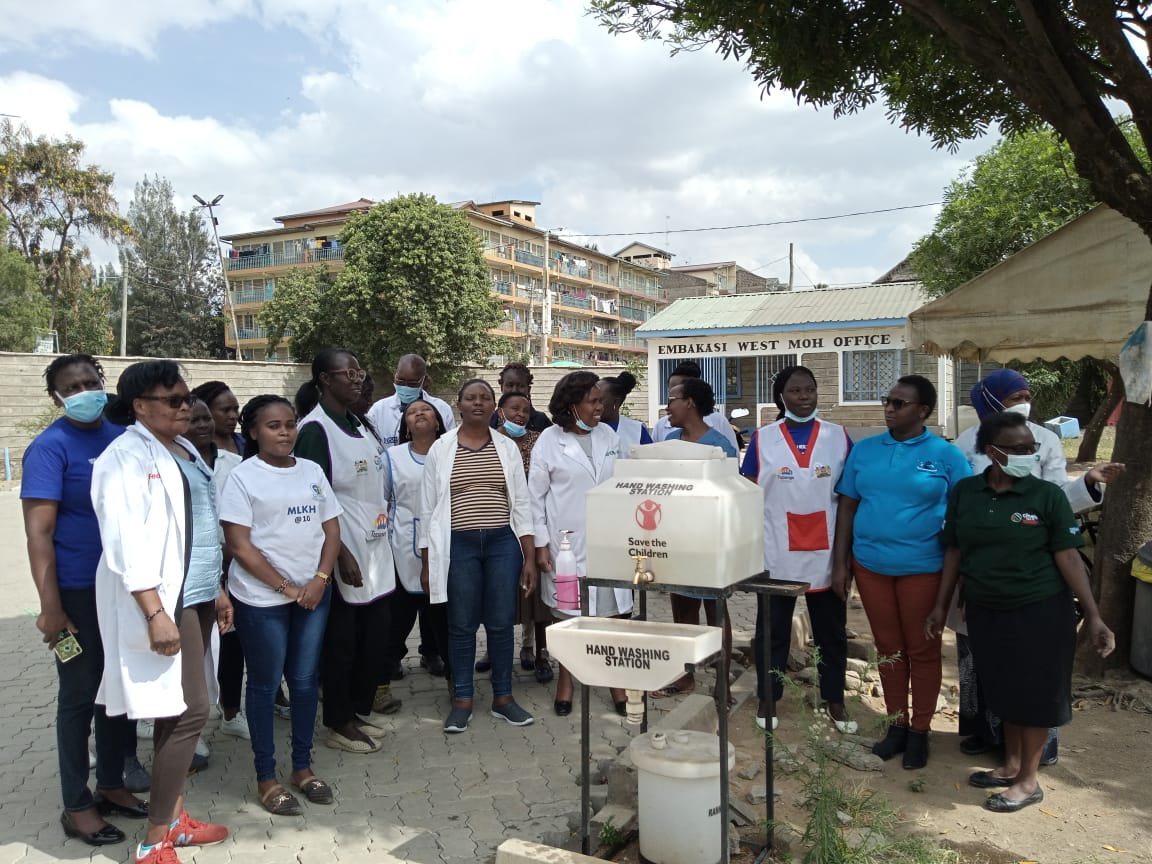 EMBAKASI WEST MOH OFFICE
MLKH
@10
HAND WASHING
STATION
Save the
Children
HAND WASHING
STATION